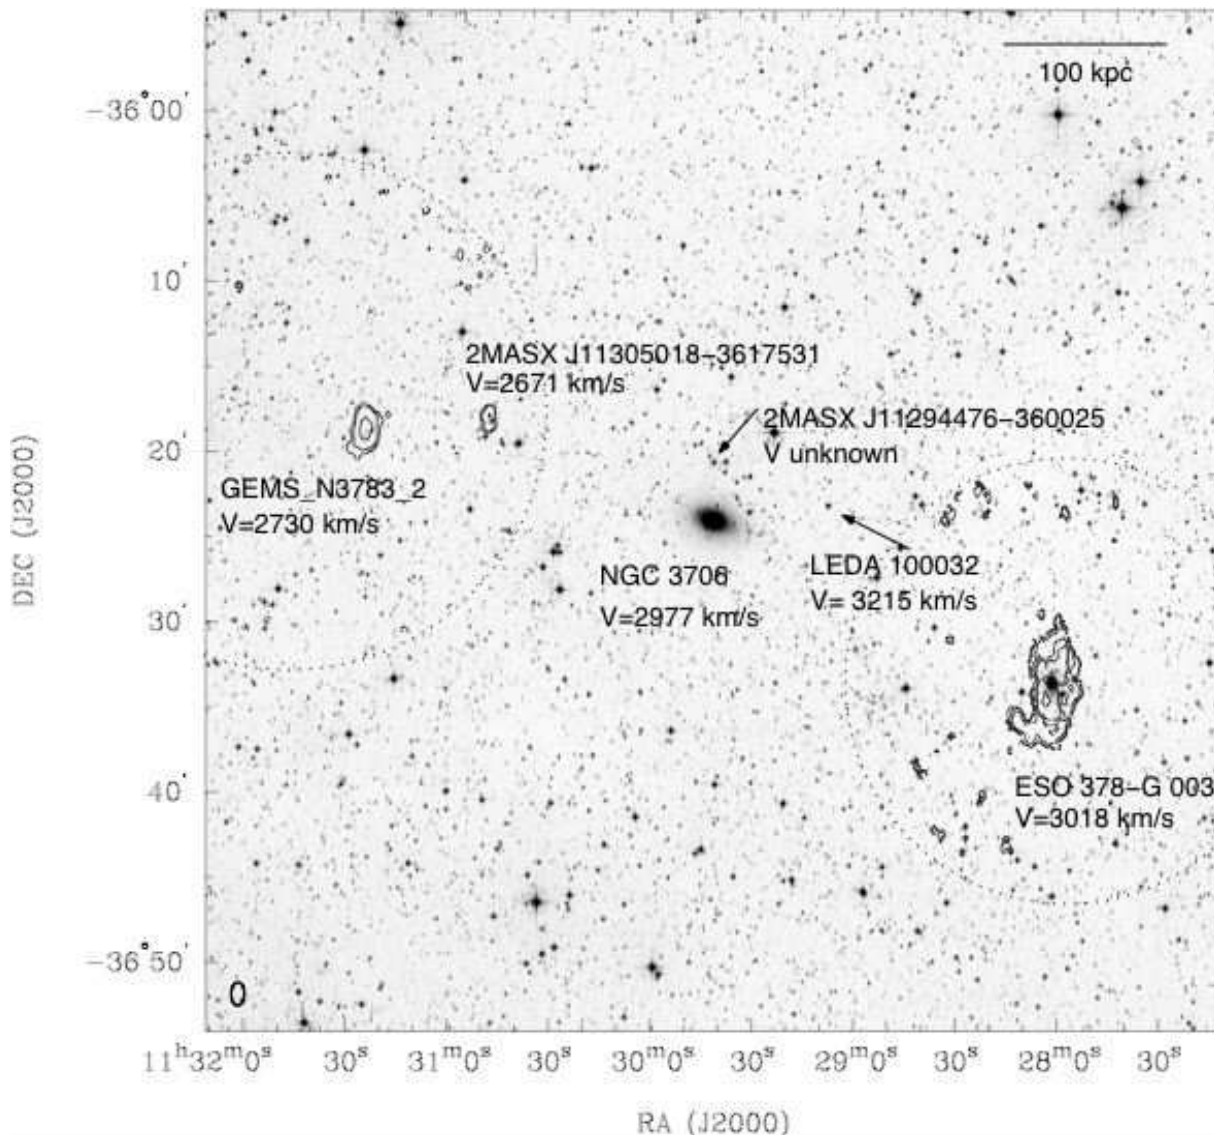 100 kpc
-36° 00′
10′
2MASX J11305018-3617531
V=2671 km/s
2MASX J11294476-360025
V unknown
20′
GEMS_N3783_2
V=2730 km/s
NGC 3706
V=2977 km/s
LEDA 100032
V= 3215 km/s
30′
40′
ESO 378-G 003
V=3018 km/s
-36° 50′
11ʰ 32ᵐ0ˢ 30ˢ 31ᵐ0ˢ 30ˢ 30ᵐ0ˢ 30ˢ 29ᵐ0ˢ 30ˢ 28ᵐ0ˢ 30ˢ
RA (J2000)
DEC (J2000)